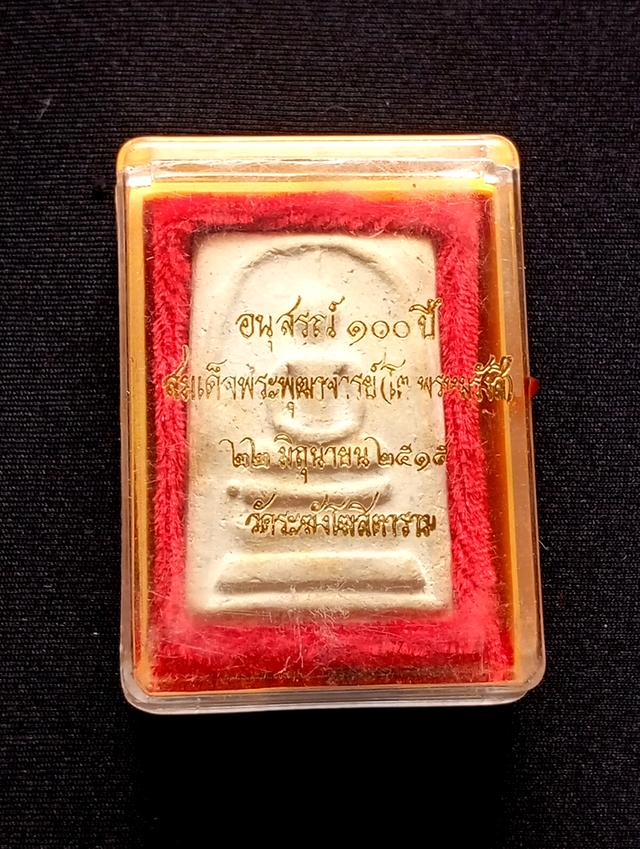 อนุสรณ์ ๑๐๐ ปี
สมเด็จพระพุฒาจารย์(โต พรหมรังสี)
๒๒ มิถุนายน ๒๕๑๕
วัดระฆังโฆสิตาราม